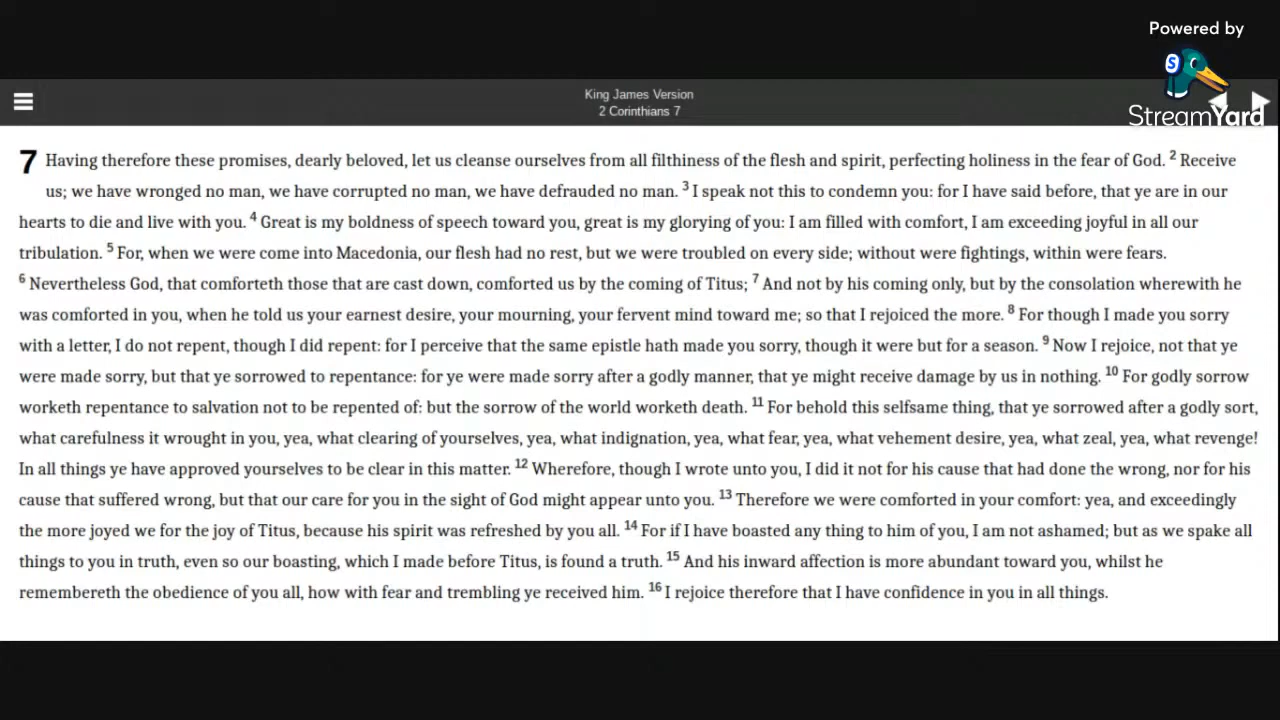 Powered by
S
StreamYard
King James Version
2 Corinthians 7
7 Having therefore these promises, dearly beloved, let us cleanse ourselves from all filthiness of the flesh and spirit, perfecting holiness in the fear of God. 2 Receive
us; we have wronged no man, we have corrupted no man, we have defrauded no man. 3 I speak not this to condemn you: for I have said before, that ye are in our
hearts to die and live with you. 4 Great is my boldness of speech toward you, great is my glorying of you: I am filled with comfort, I am exceeding joyful in all our
tribulation. 5 For, when we were come into Macedonia, our flesh had no rest, but we were troubled on every side; without were fightings, within were fears.
6 Nevertheless God, that comforteth those that are cast down, comforted us by the coming of Titus; 7 And not by his coming only, but by the consolation wherewith he
was comforted in you, when he told us your earnest desire, your mourning, your fervent mind toward me; so that I rejoiced the more. 8 For though I made you sorry
with a letter, I do not repent, though I did repent: for I perceive that the same epistle hath made you sorry, though it were but for a season. 9 Now I rejoice, not that ye
were made sorry, but that ye sorrowed to repentance: for ye were made sorry after a godly manner, that ye might receive damage by us in nothing. 10 For godly sorrow
worketh repentance to salvation not to be repented of: but the sorrow of the world worketh death. 11 For behold this selfsame thing, that ye sorrowed after a godly sort,
what carefulness it wrought in you, yea, what clearing of yourselves, yea, what indignation, yea, what fear, yea, what vehement desire, yea, what zeal, yea, what revenge!
In all things ye have approved yourselves to be clear in this matter. 12 Wherefore, though I wrote unto you, I did it not for his cause that had done the wrong, nor for his
cause that suffered wrong, but that our care for you in the sight of God might appear unto you. 13 Therefore we were comforted in your comfort: yea, and exceedingly
the more joyed we for the joy of Titus, because his spirit was refreshed by you all. 14 For if I have boasted any thing to him of you, I am not ashamed; but as we spake all
things to you in truth, even so our boasting, which I made before Titus, is found a truth. 15 And his inward affection is more abundant toward you, whilst he
remembereth the obedience of you all, how with fear and trembling ye received him. 16 I rejoice therefore that I have confidence in you in all things.